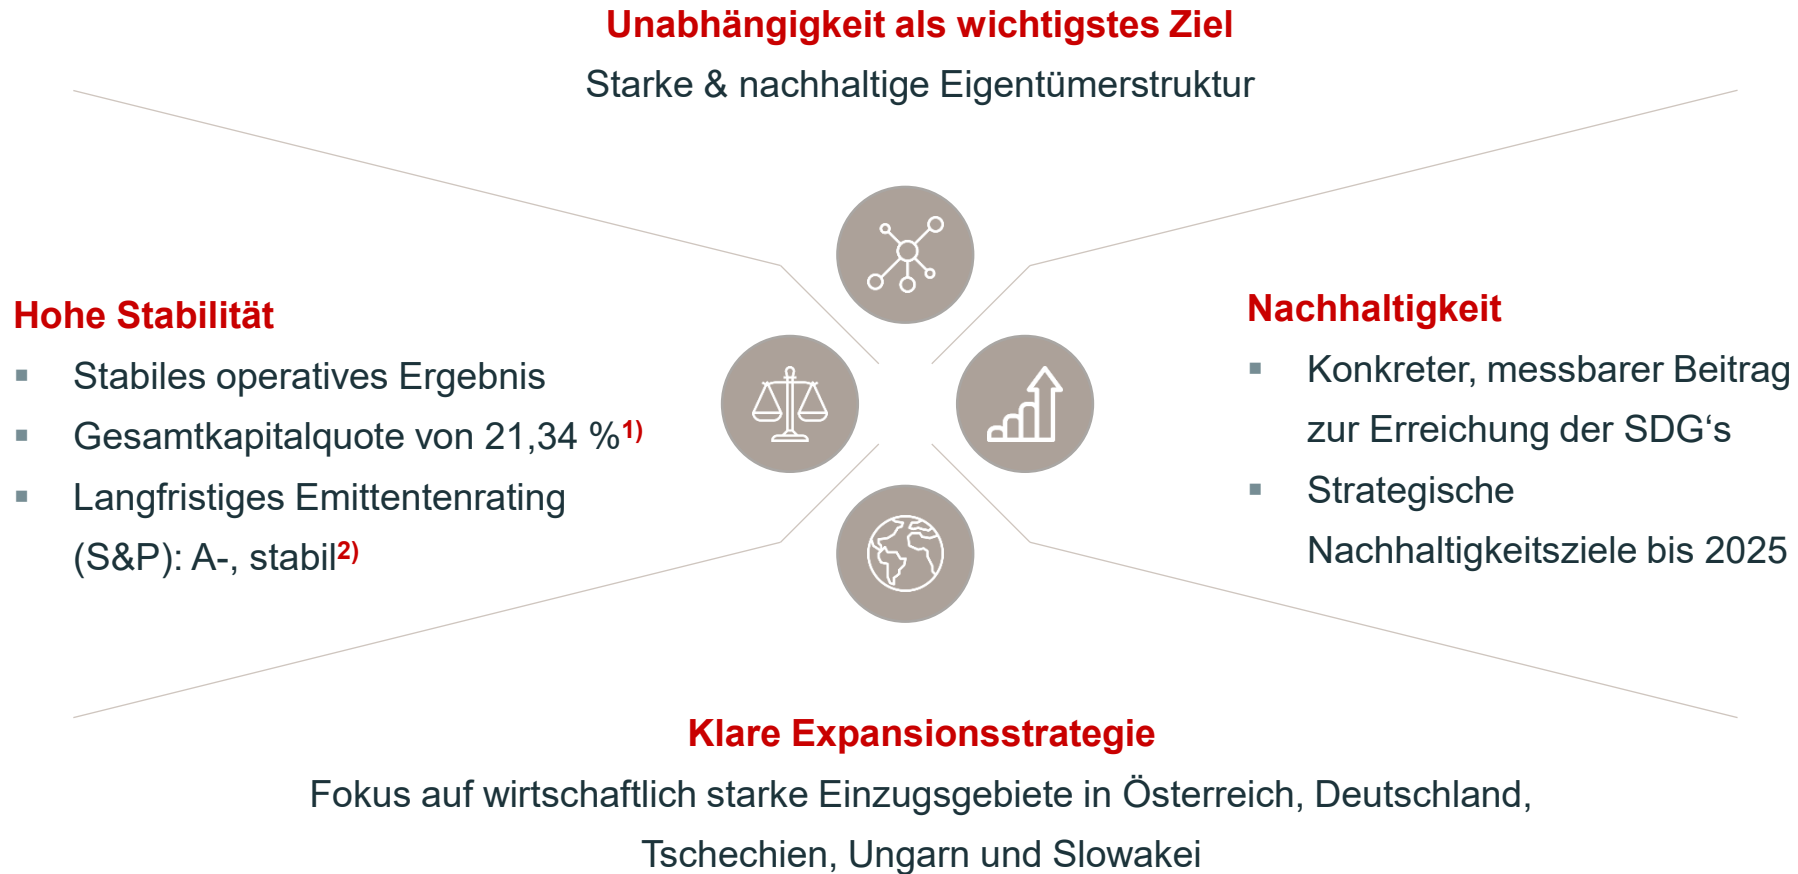 Unabhängigkeit als wichtigstes Ziel
Starke & nachhaltige Eigentümerstruktur
Hohe Stabilität
▪ Stabiles operatives Ergebnis
▪ Gesamtkapitalquote von 21,34 %1)
▪ Langfristiges Emittentenrating
(S&P): A-, stabil2)
Nachhaltigkeit
▪ Konkreter, messbarer Beitrag
zur Erreichung der SDG‘s
▪ Strategische
Nachhaltigkeitsziele bis 2025
Klare Expansionsstrategie
Fokus auf wirtschaftlich starke Einzugsgebiete in Österreich, Deutschland,
Tschechien, Ungarn und Slowakei